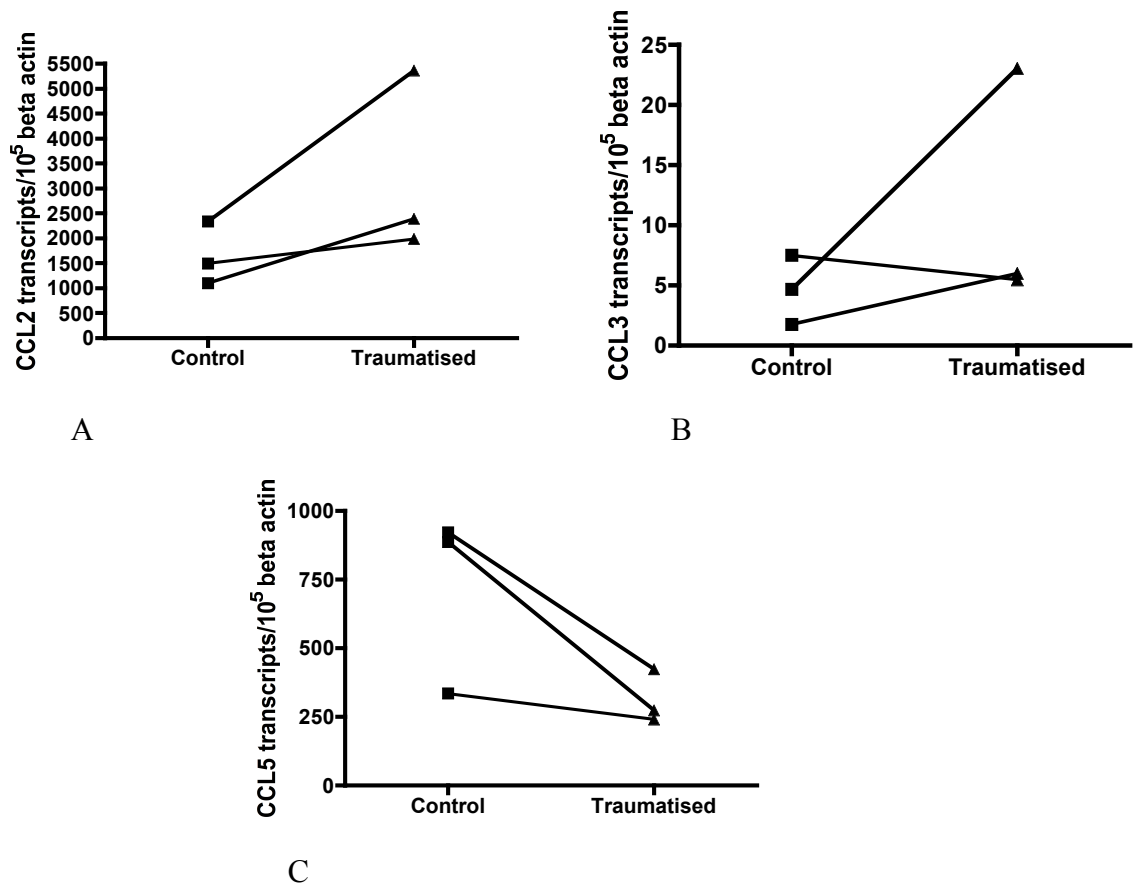 CCL2 transcripts/10⁵ beta actin
5500
5000
4500
4000
3500
3000
2500
2000
1500
1000
500
0
Control Traumatised
A
CCL3 transcripts/10⁵ beta actin
25
20
15
10
5
0
Control Traumatised
B
CCL5 transcripts/10⁵ beta actin
1000
750
500
250
0
Control Traumatised
C